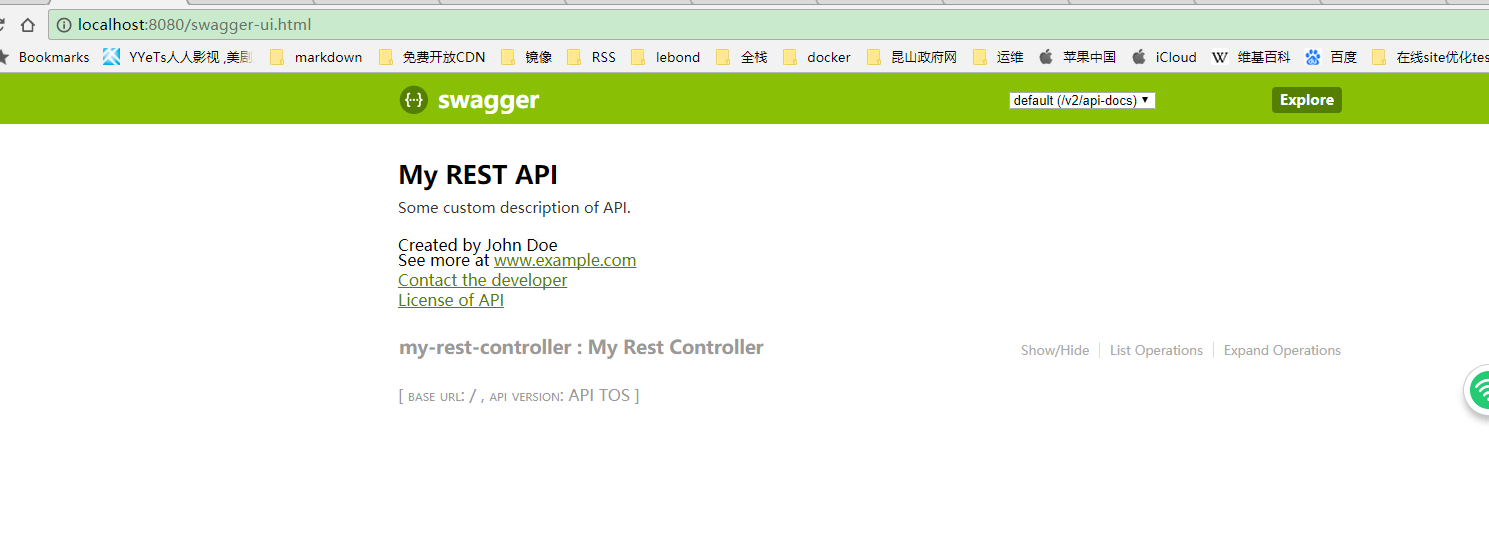 localhost:8080/swagger-ui.html
Bookmarks YYeTs人人影视 ,美剧 markdown 免费开放CDN 镜像 RSS lebond 全栈 docker 昆山政府网 运维 苹果中国 iCloud W 维基百科 百度 在线site优化tes
{···} swagger default (/v2/api-docs) Explore
My REST API
Some custom description of API.
Created by John Doe
See more at www.example.com
Contact the developer
License of API
my-rest-controller : My Rest Controller Show/Hide List Operations Expand Operations
[ BASE URL: / , API VERSION: API TOS ]